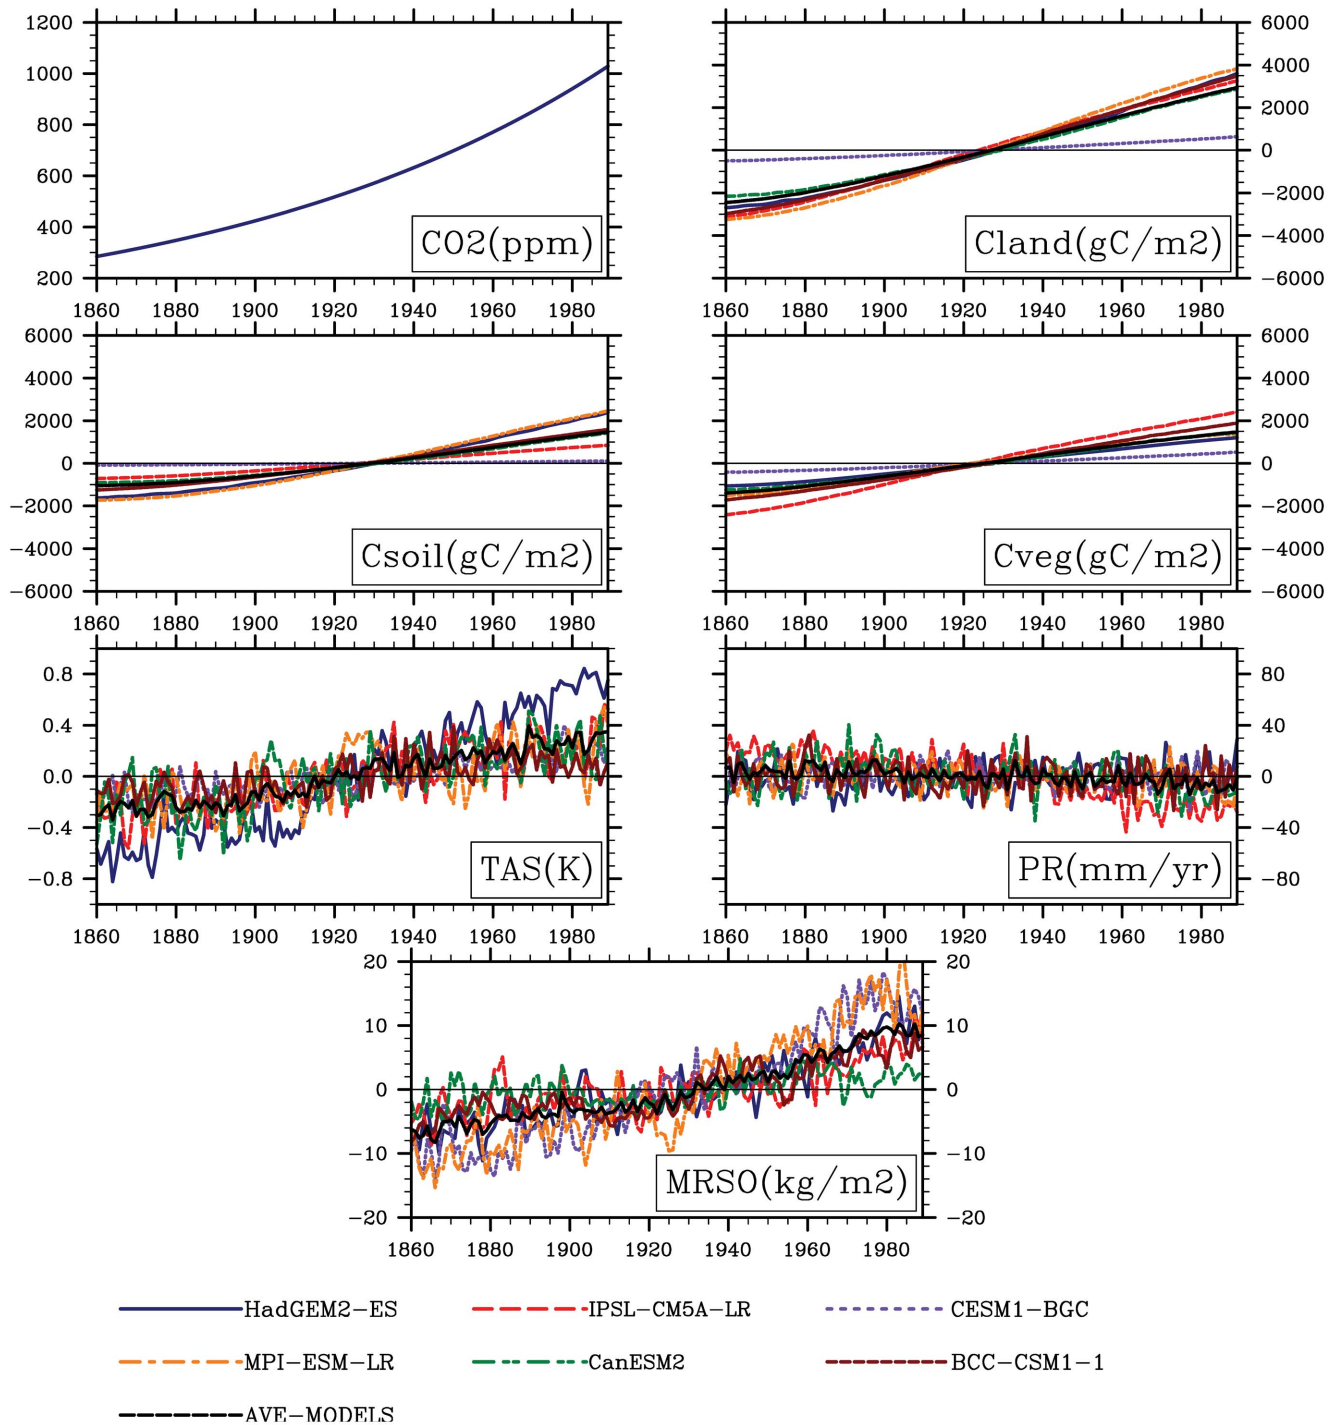 1200
1000
800
600
400
200
CO2(ppm)
1860 1880 1900 1920 1940 1960 1980
6000
4000
2000
0
−2000
−4000
−6000
Cland(gC/m2)
1860 1880 1900 1920 1940 1960 1980
6000
4000
2000
0
−2000
−4000
−6000
Csoil(gC/m2)
1860 1880 1900 1920 1940 1960 1980
6000
4000
2000
0
−2000
−4000
−6000
Cveg(gC/m2)
1860 1880 1900 1920 1940 1960 1980
0.8
0.4
0.0
−0.4
−0.8
TAS(K)
1860 1880 1900 1920 1940 1960 1980
80
40
0
−40
−80
PR(mm/yr)
1860 1880 1900 1920 1940 1960 1980
20 20
10 10
0 0
−10 −10
−20 −20
MRSO(kg/m2)
1860 1880 1900 1920 1940 1960 1980
HadGEM2−ES IPSL−CM5A−LR CESM1−BGC
MPI−ESM−LR CanESM2 BCC−CSM1−1
AVE−MODELS